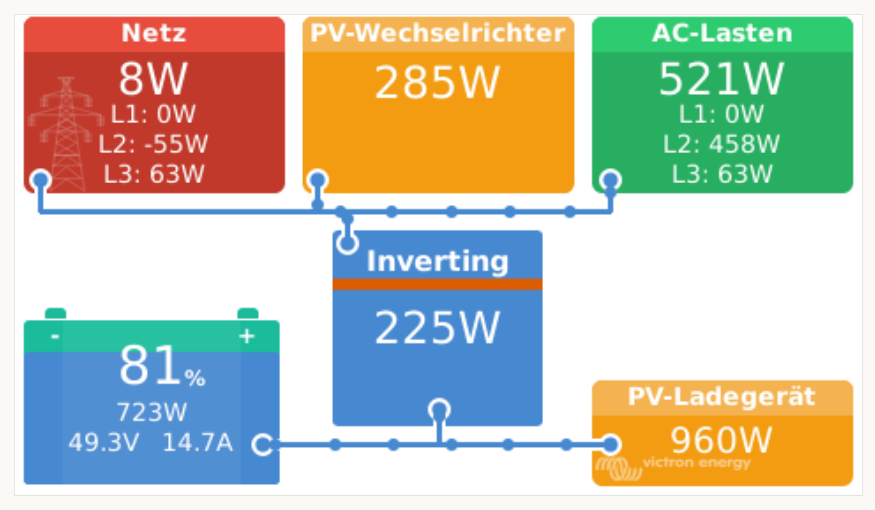 Netz
8W
L1: 0W
L2: -55W
L3: 63W
PV-Wechselrichter
285W
AC-Lasten
521W
L1: 0W
L2: 458W
L3: 63W
Inverting
225W
- +
81%
723W
49.3V 14.7A
PV-Ladegerät
960W
victron energy